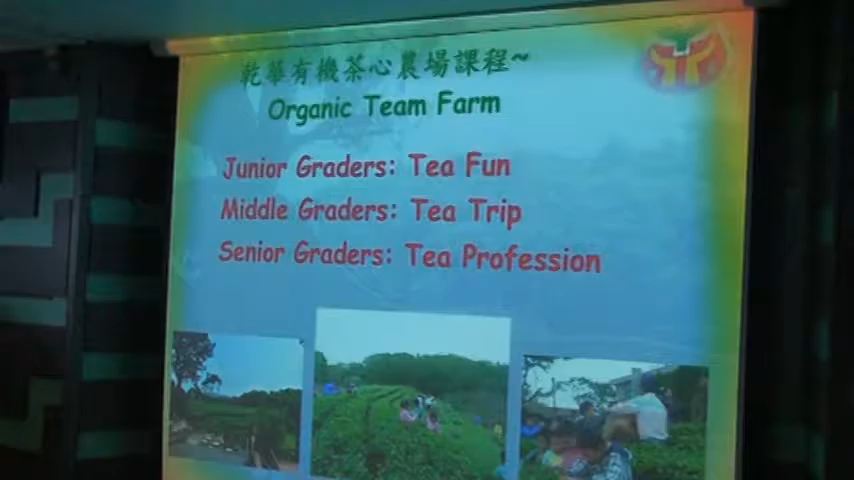 乾華有機茶心農場課程~
Organic Team Farm
Junior Graders: Tea Fun
Middle Graders: Tea Trip
Senior Graders: Tea Profession